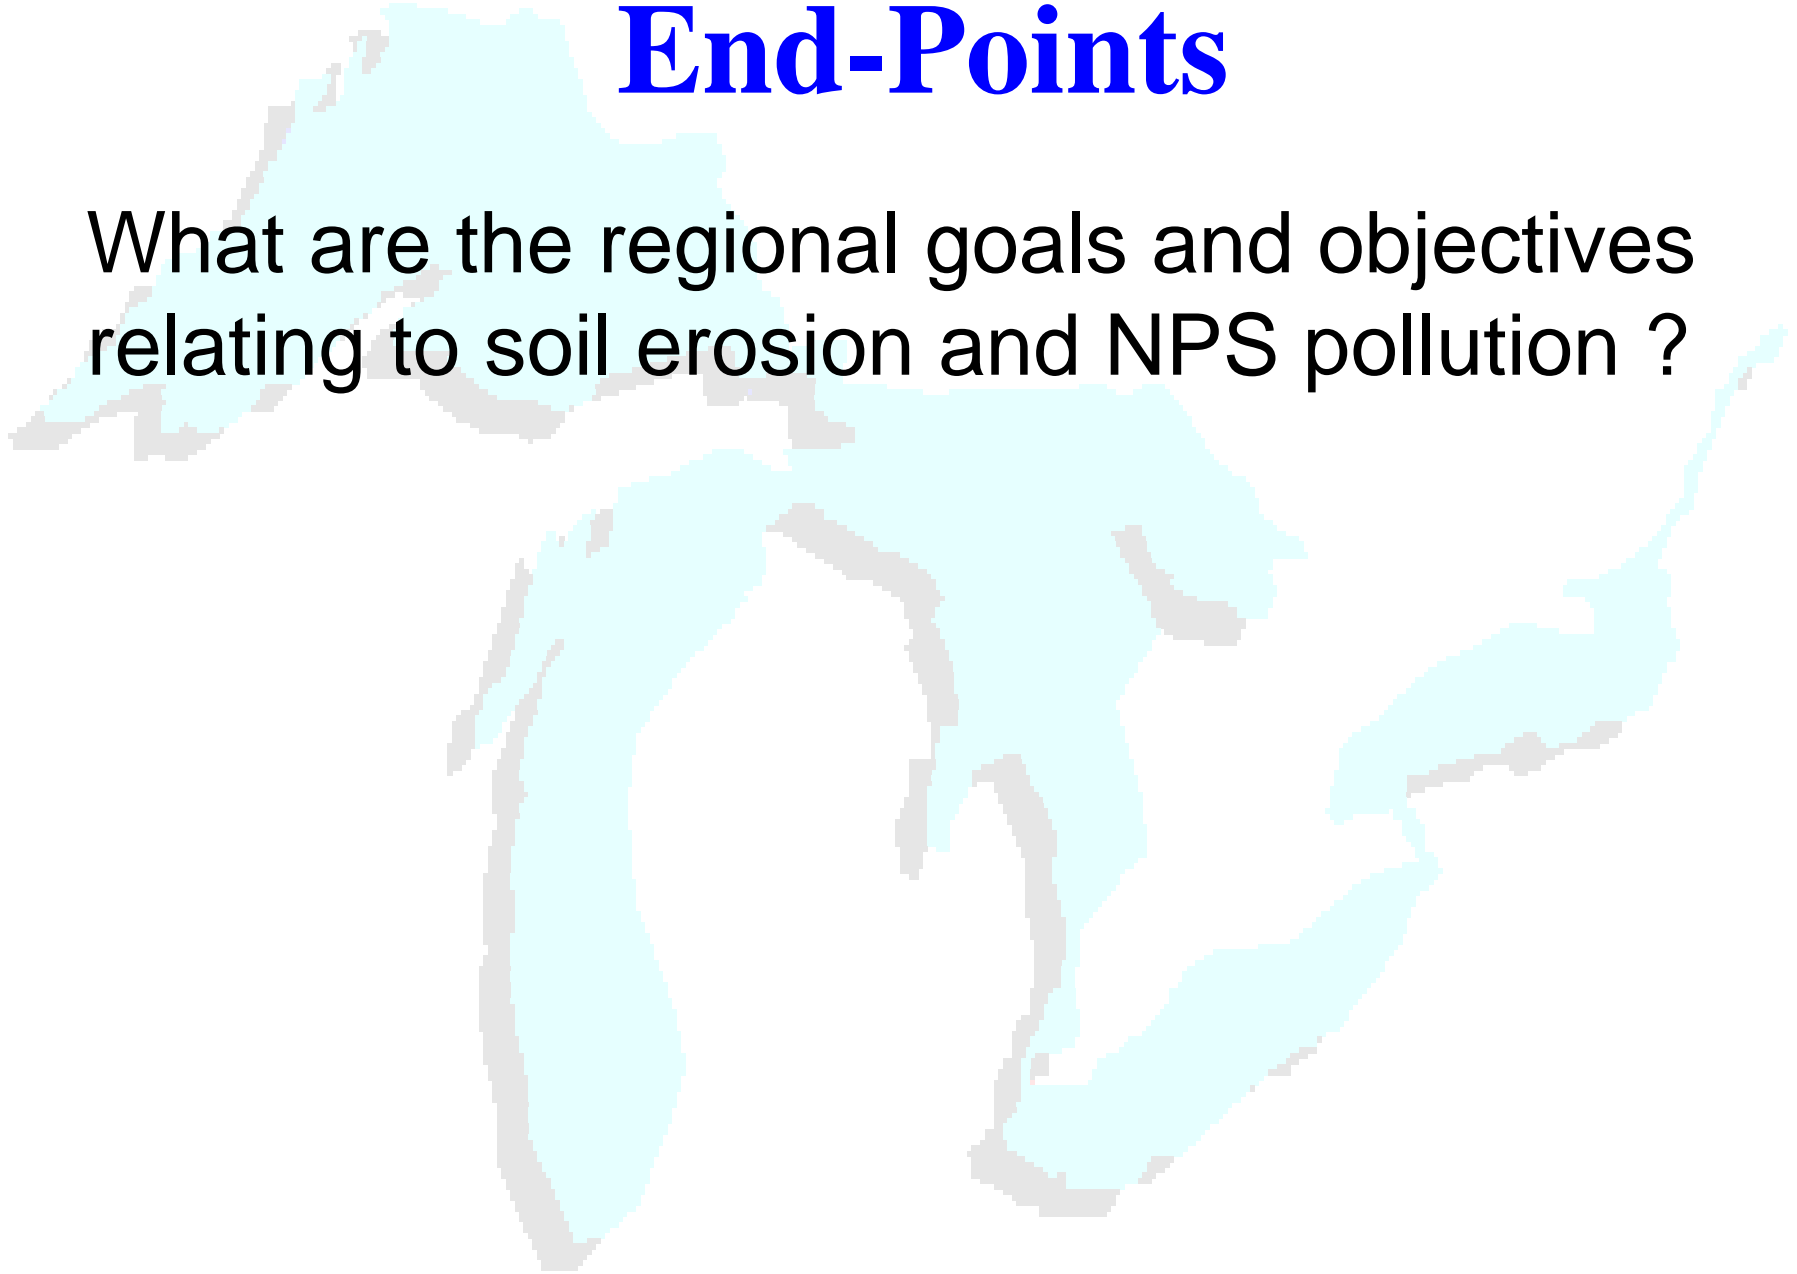 End-Points
What are the regional goals and objectives
relating to soil erosion and NPS pollution ?